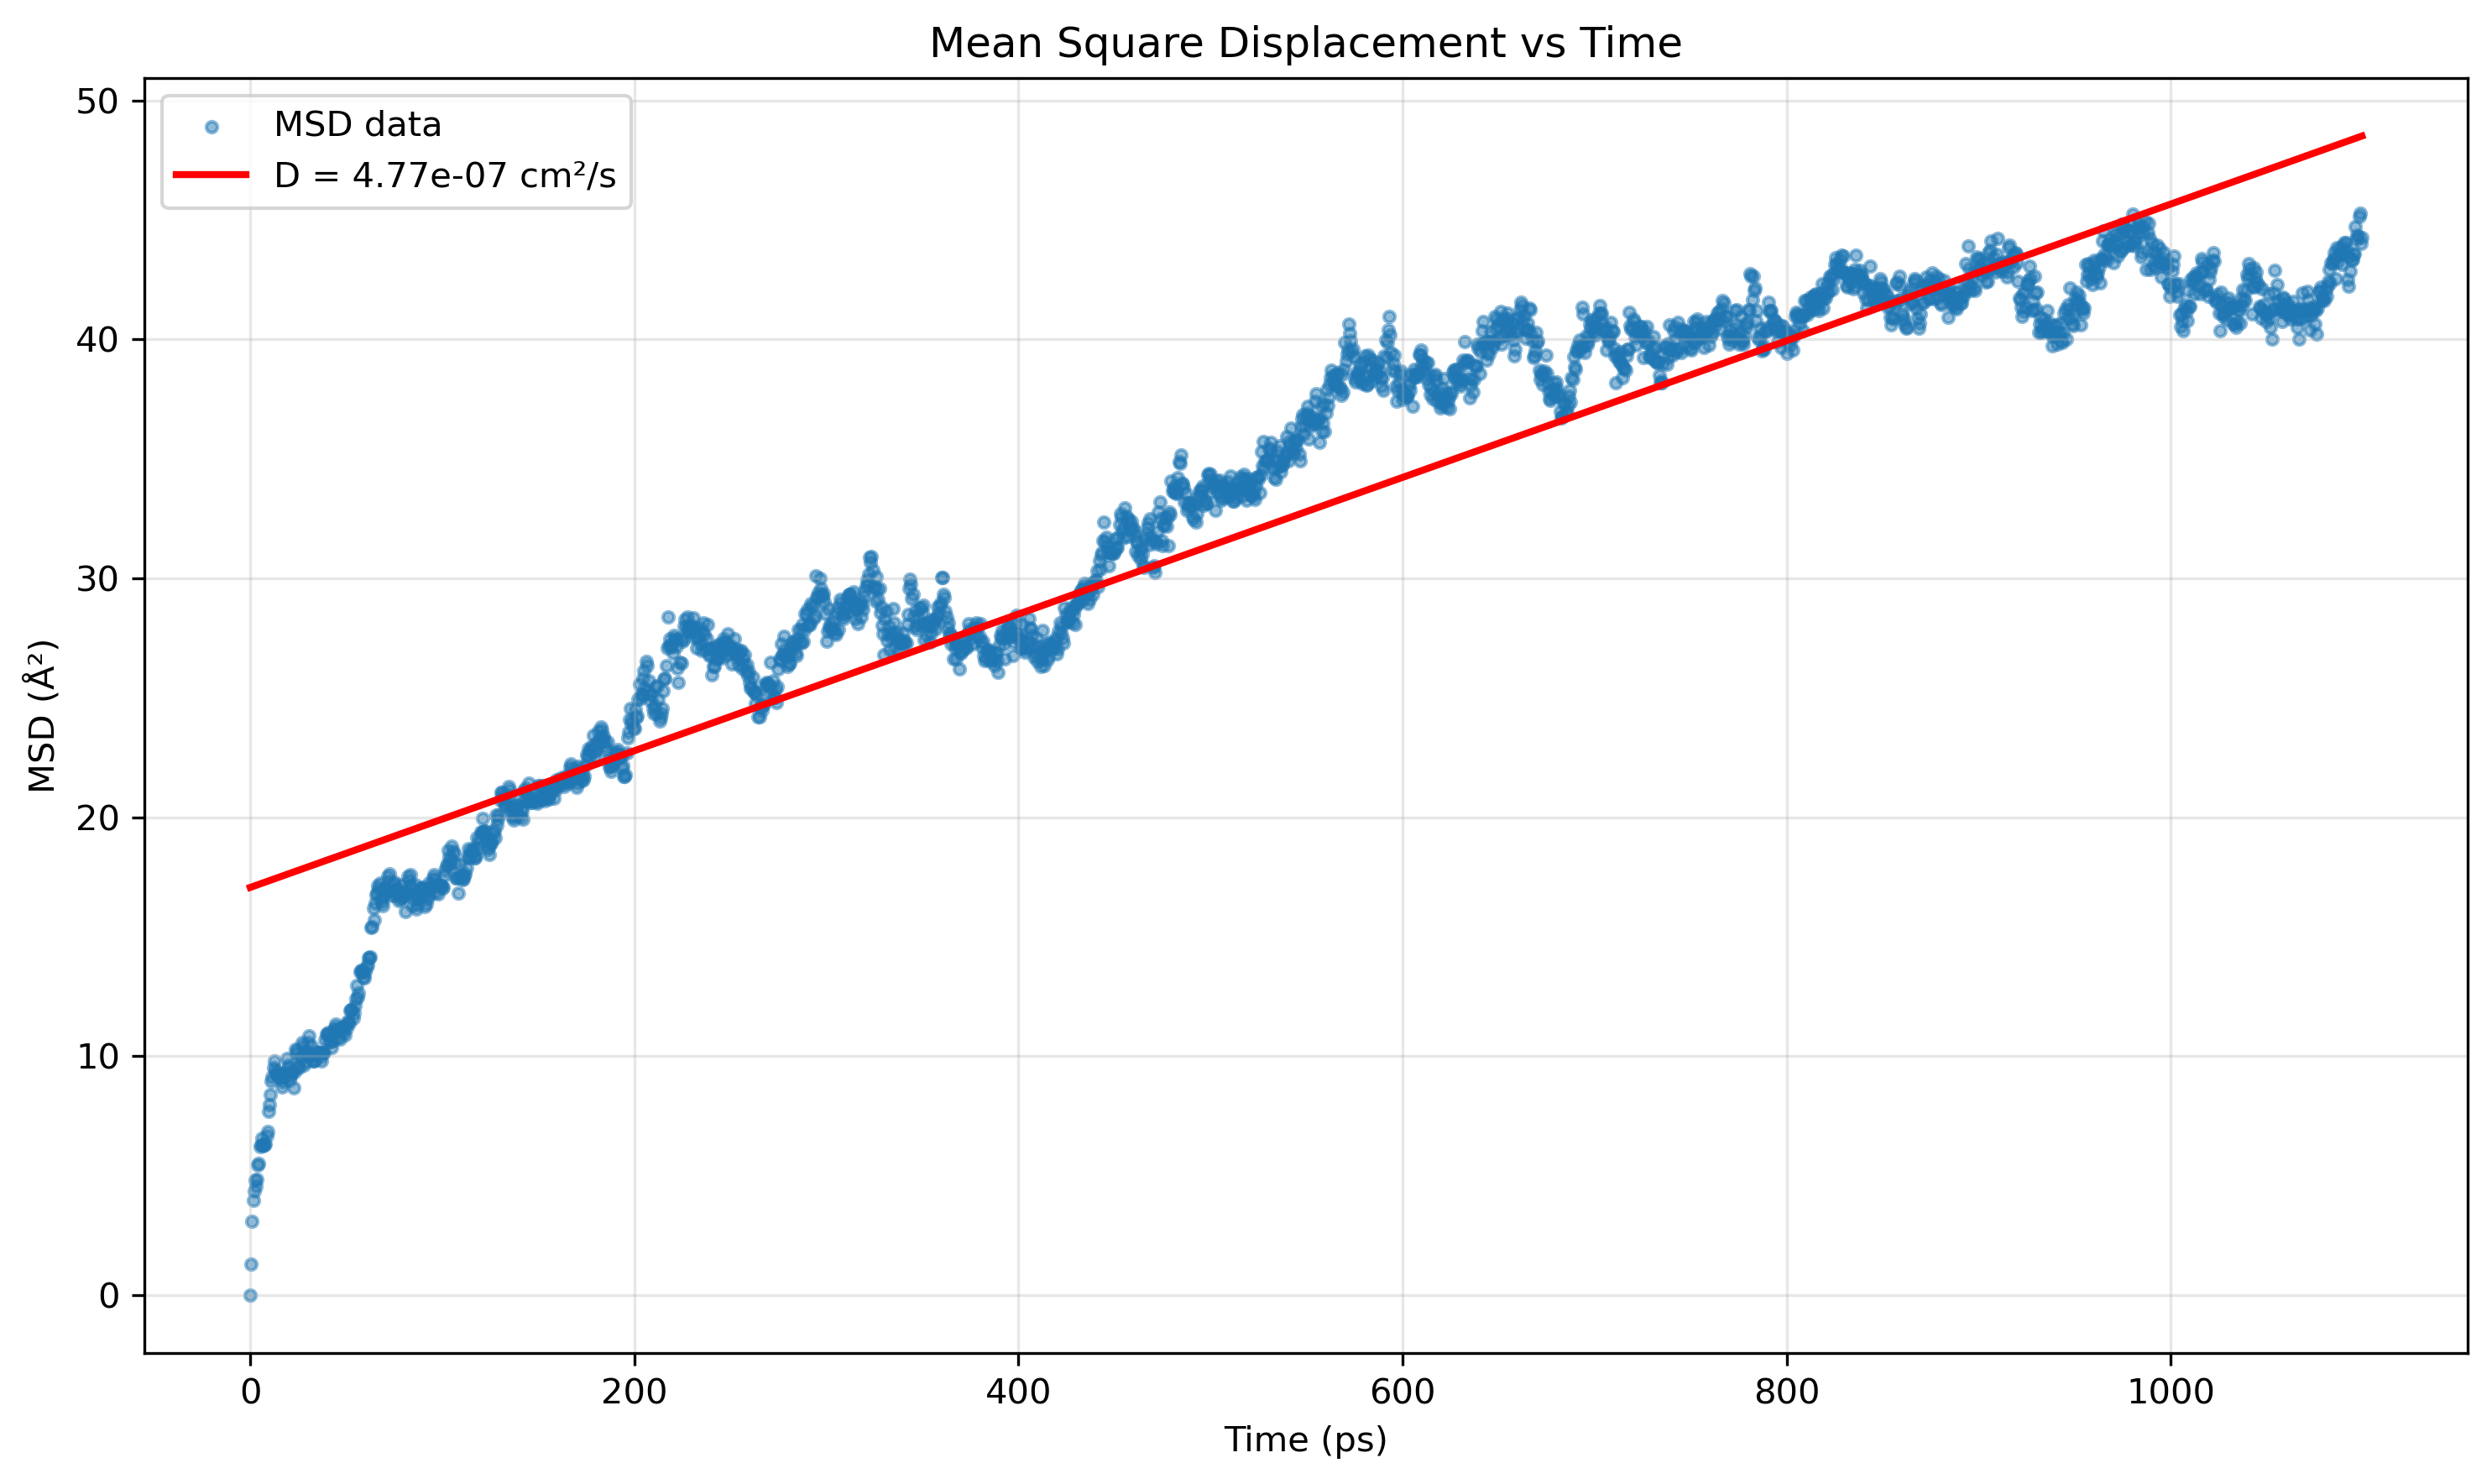 Mean Square Displacement vs Time
MSD data
D = 4.77e-07 cm²/s
50
40
30
20
10
0
MSD (Å²)
0 200 400 600 800 1000
Time (ps)